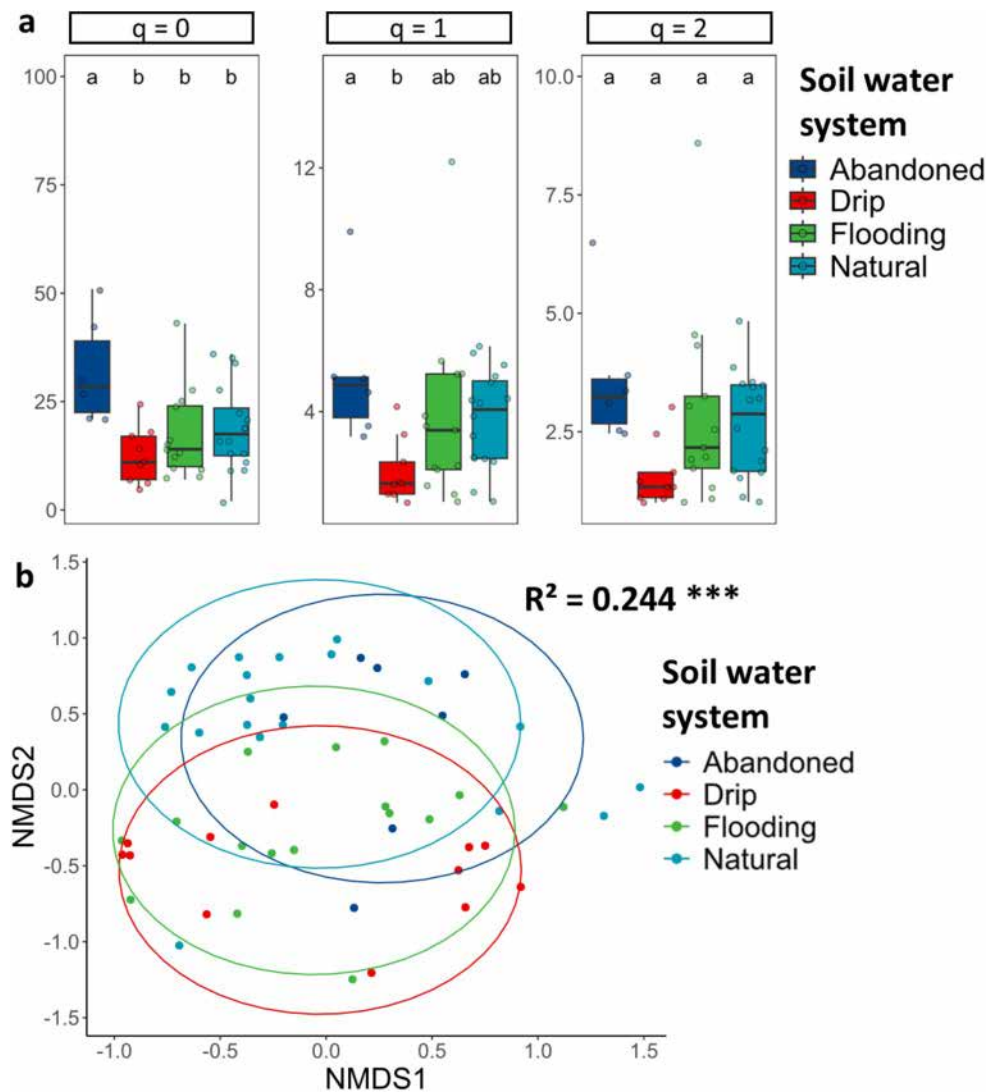 a
q = 0
q = 1
q = 2
100
75
50
25
0
a b b b
12
8
4
a b ab ab
10.0
7.5
5.0
2.5
a a a a
Soil water
system
Abandoned
Drip
Flooding
Natural
b
R² = 0.244 ***
NMDS2
1.5
1.0
0.5
0.0
-0.5
-1.0
-1.5
-1.0 -0.5 0.0 0.5 1.0 1.5
NMDS1
Soil water
system
Abandoned
Drip
Flooding
Natural